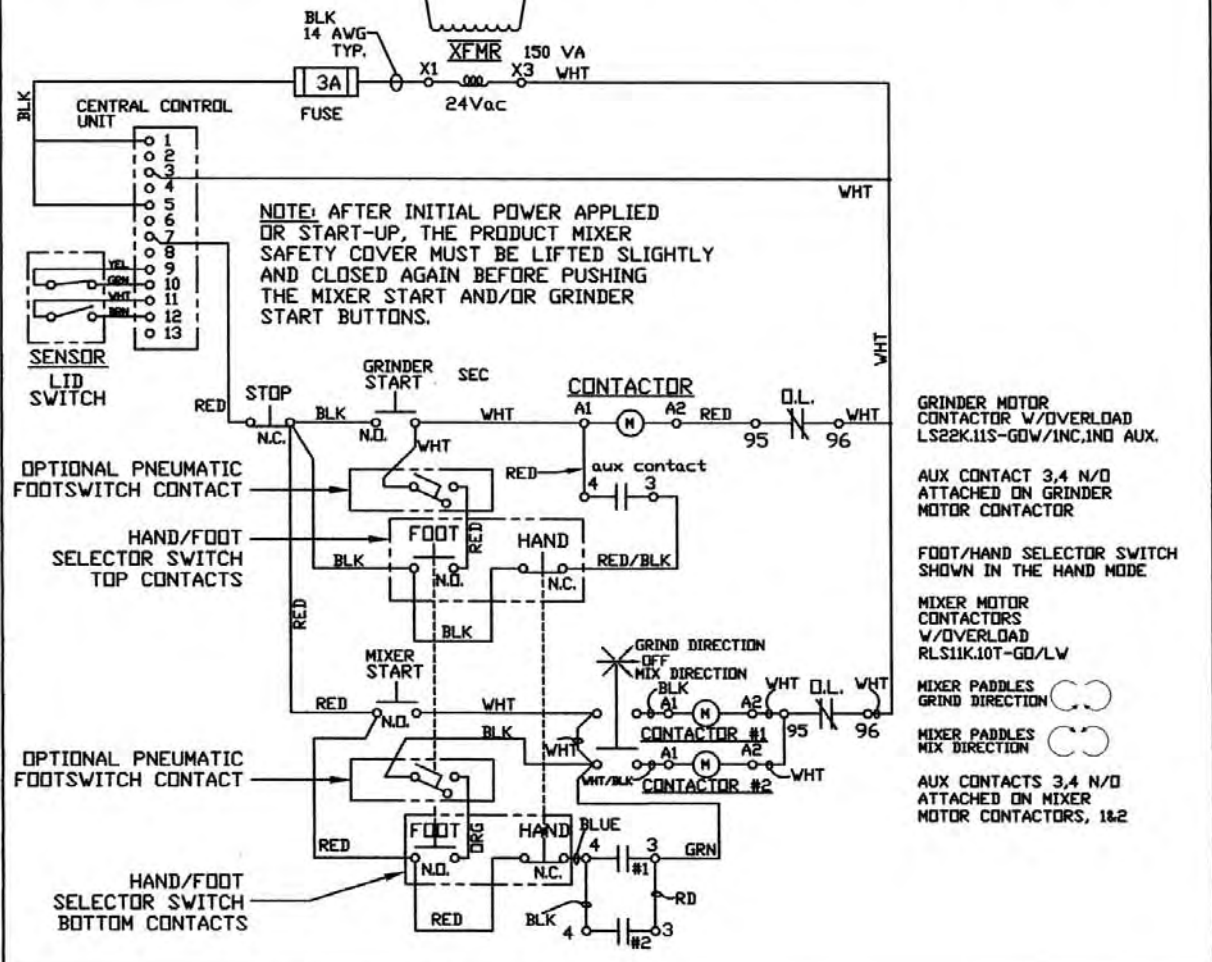 BLK
14 AWG
TYP.
XFMR 150 VA
X1 X3 WHT
3A
FUSE
24Vac
BLK
CENTRAL CONTROL
UNIT
1
2
3
4
5
6
7
8
9
10
11
12
13
WHT
YEL
GRN
WHT
BRN
SENSOR
LID
SWITCH
NOTE: AFTER INITIAL POWER APPLIED
OR START-UP, THE PRODUCT MIXER
SAFETY COVER MUST BE LIFTED SLIGHTLY
AND CLOSED AGAIN BEFORE PUSHING
THE MIXER START AND/OR GRINDER
START BUTTONS.
WHT
RED
STOP
N.C.
BLK
GRINDER
START
SEC
N.O.
WHT
WHT
CONTACTOR
A1 M A2 RED
95
O.L.
96
WHT
RED
aux contact
4 3
OPTIONAL PNEUMATIC
FOOTSWITCH CONTACT
HAND/FOOT
SELECTOR SWITCH
TOP CONTACTS
BLK
FOOT
N.O.
RED
HAND
N.C.
RED/BLK
BLK
RED
MIXER
START
RED
N.O.
WHT
BLK
WHT
GRIND DIRECTION
OFF
MIX DIRECTION
BLK
A1 M A2
WHT
CONTACTOR #1
95
O.L.
WHT
96
WHT/BLK
A1 M A2
CONTACTOR #2
WHT
OPTIONAL PNEUMATIC
FOOTSWITCH CONTACT
RED
FOOT
N.O.
ORG
HAND
N.C.
BLUE
4 3
#1
GRN
RD
BLK
4 3
#2
RED
HAND/FOOT
SELECTOR SWITCH
BOTTOM CONTACTS
GRINDER MOTOR
CONTACTOR W/OVERLOAD
LS22K.11S-GOW/1NC,1NO AUX.
AUX CONTACT 3,4 N/O
ATTACHED ON GRINDER
MOTOR CONTACTOR
FOOT/HAND SELECTOR SWITCH
SHOWN IN THE HAND MODE
MIXER MOTOR
CONTACTORS
W/OVERLOAD
RLS11K.10T-GO/LW
MIXER PADDLES
GRIND DIRECTION
MIXER PADDLES
MIX DIRECTION
AUX CONTACTS 3,4 N/O
ATTACHED ON MIXER
MOTOR CONTACTORS, 1&2